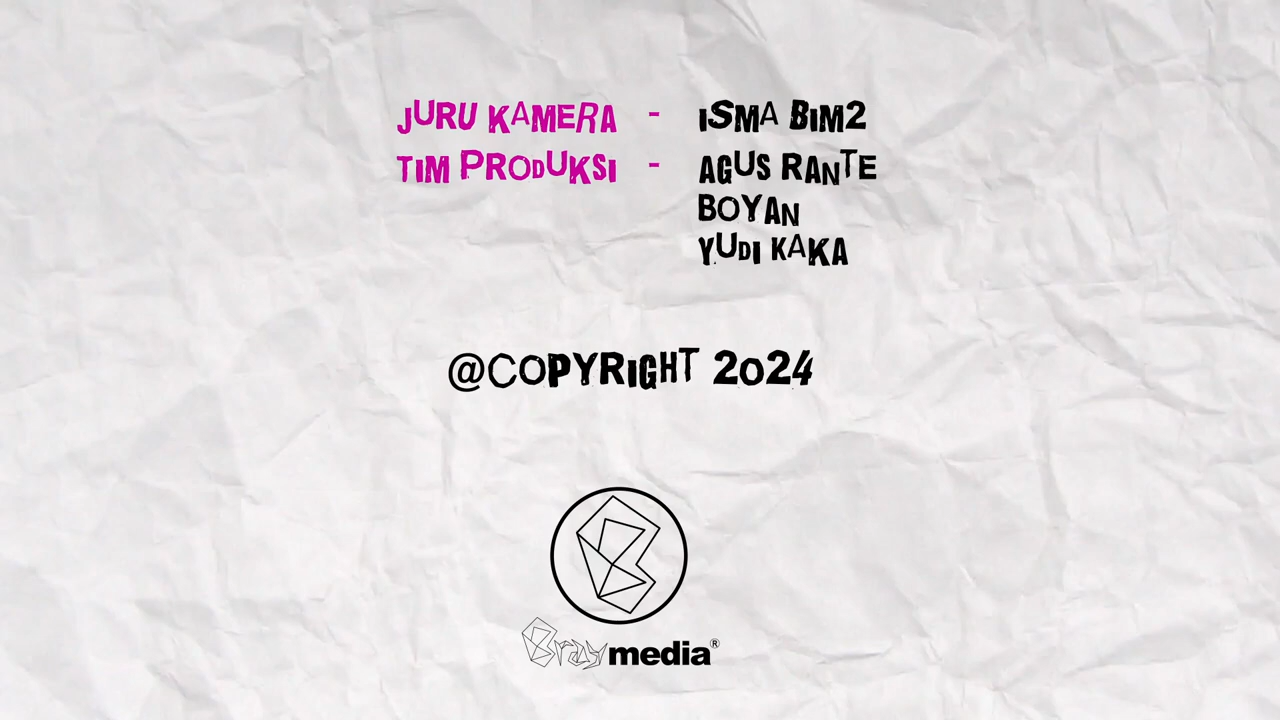 JURU KAMERA - ISMA BIM2
TIM PRODUKSI - AGUS RANTE
BOYAN
YUDI KAKA
@COPYRIGHT 2024
Braymedia®